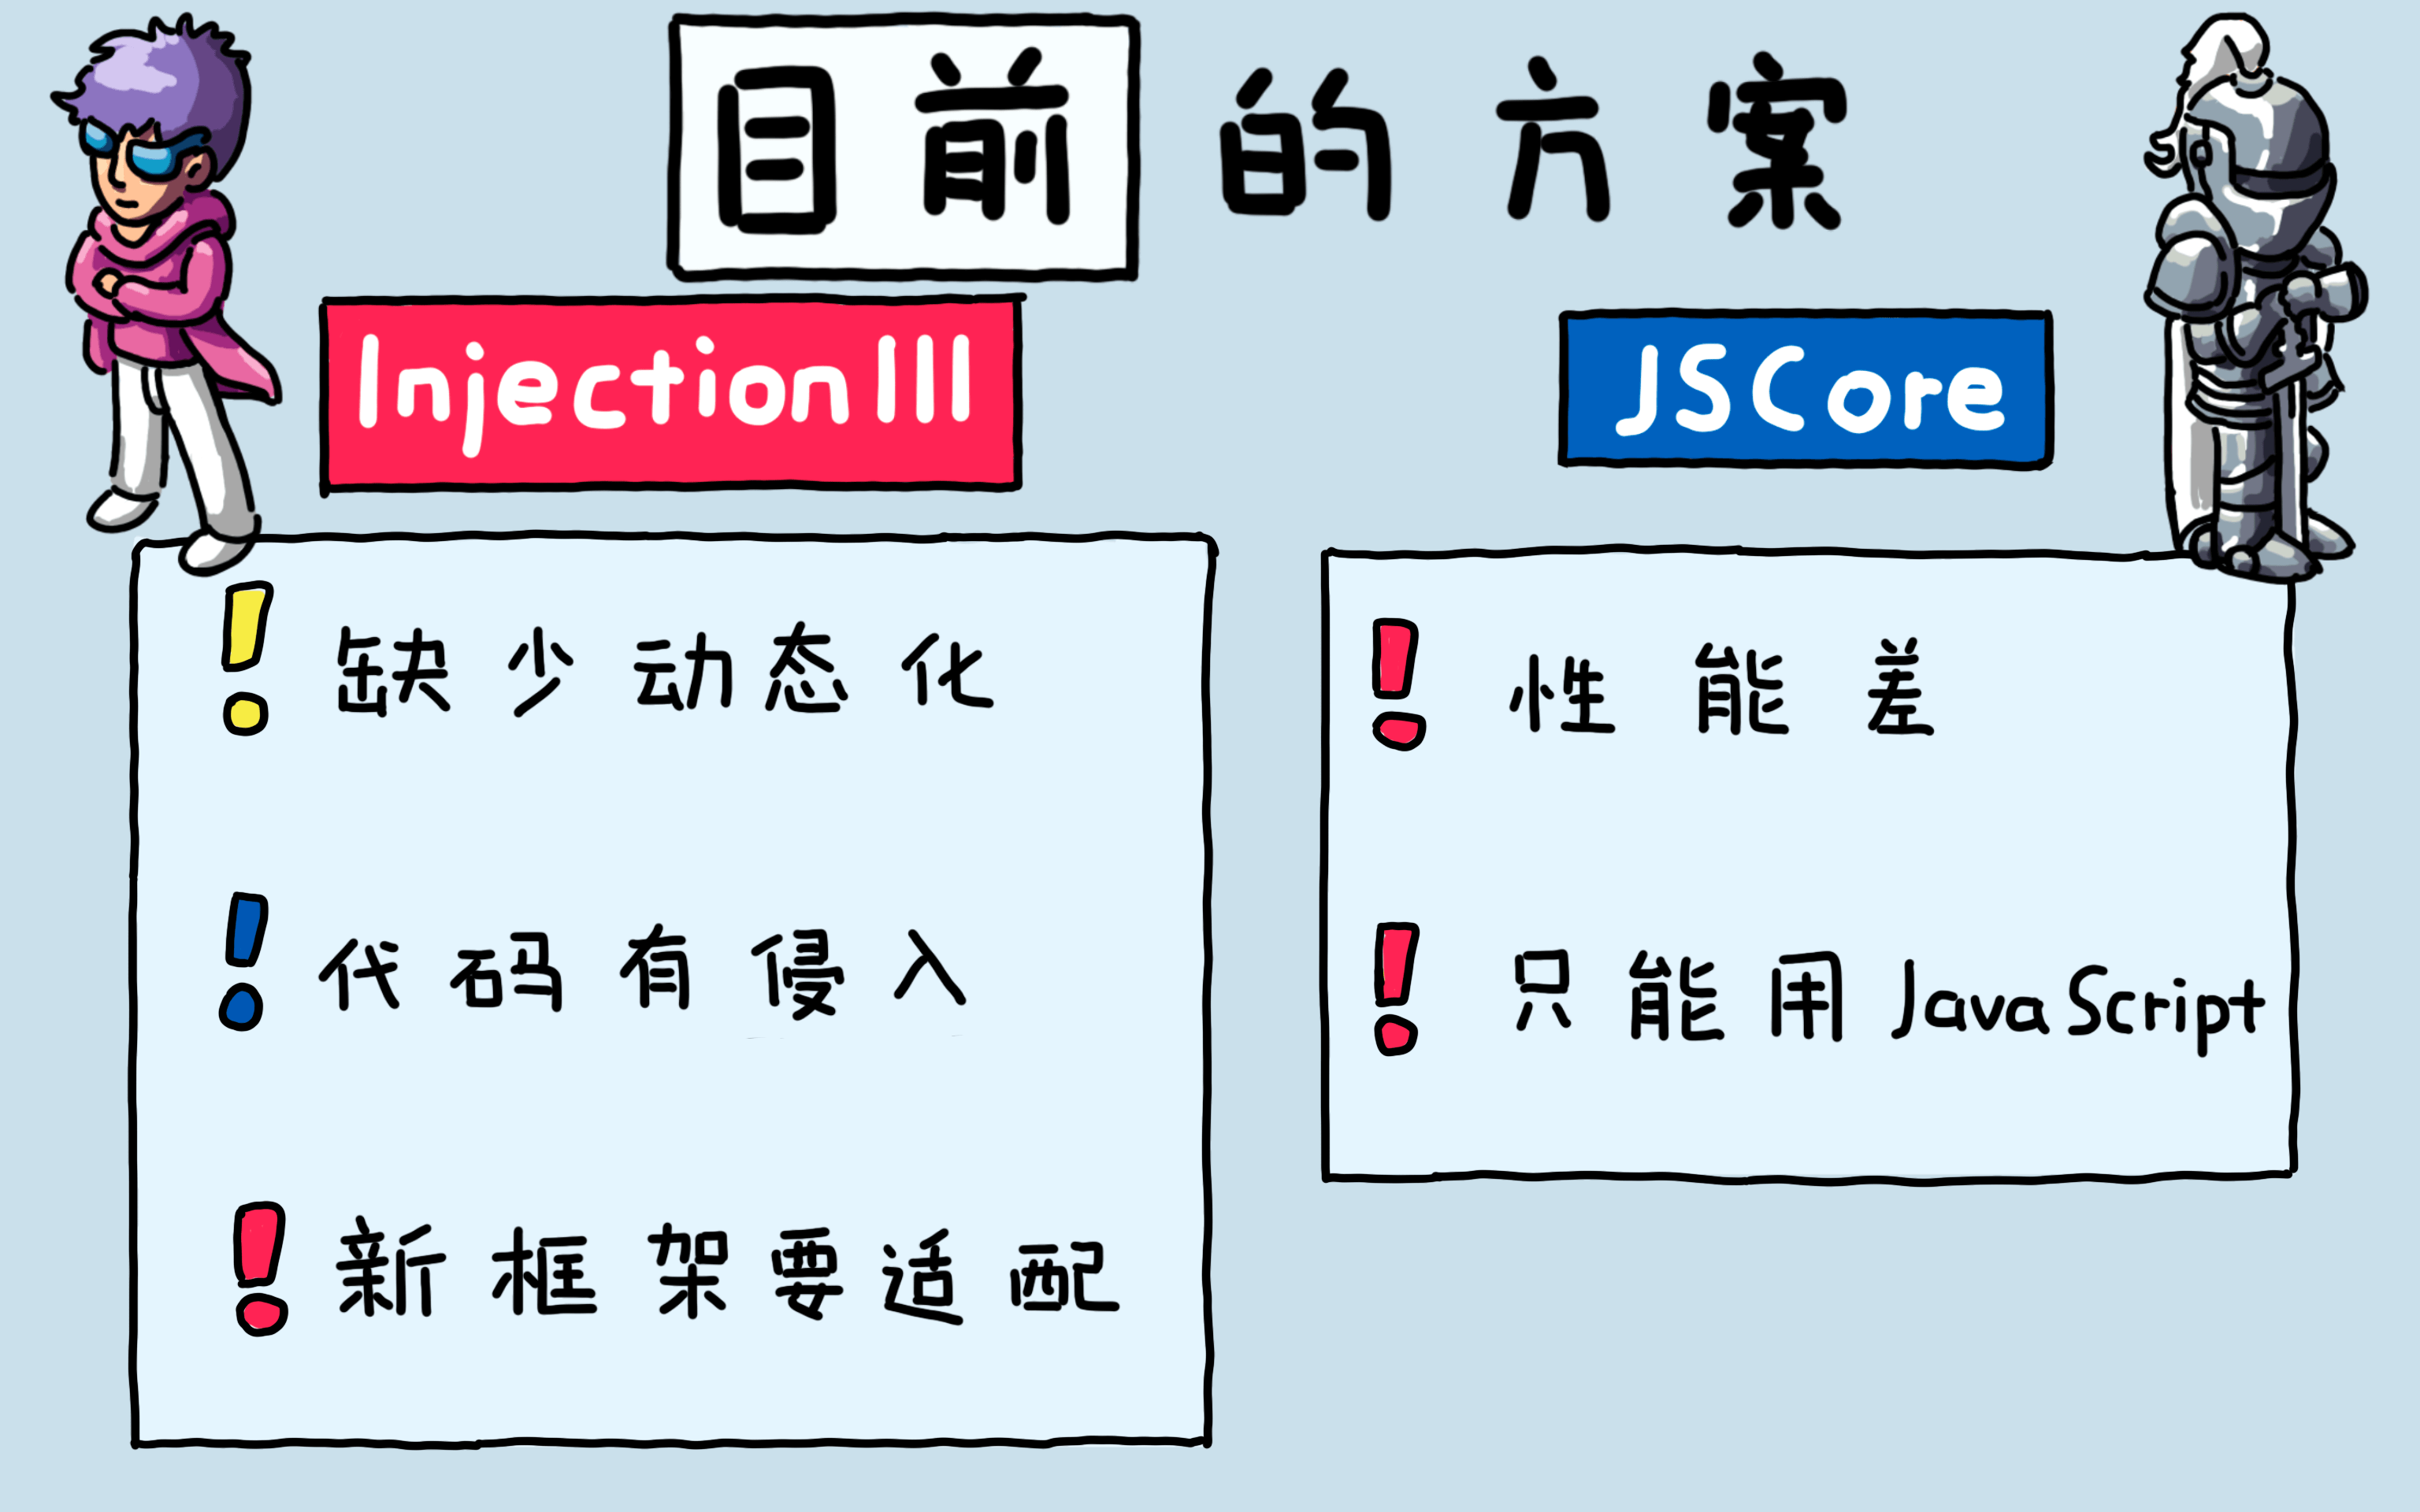 目前的方案
InjectionIII
缺少动态化
代码有侵入
新框架要适配
JSCore
性能差
只能用JavaScript